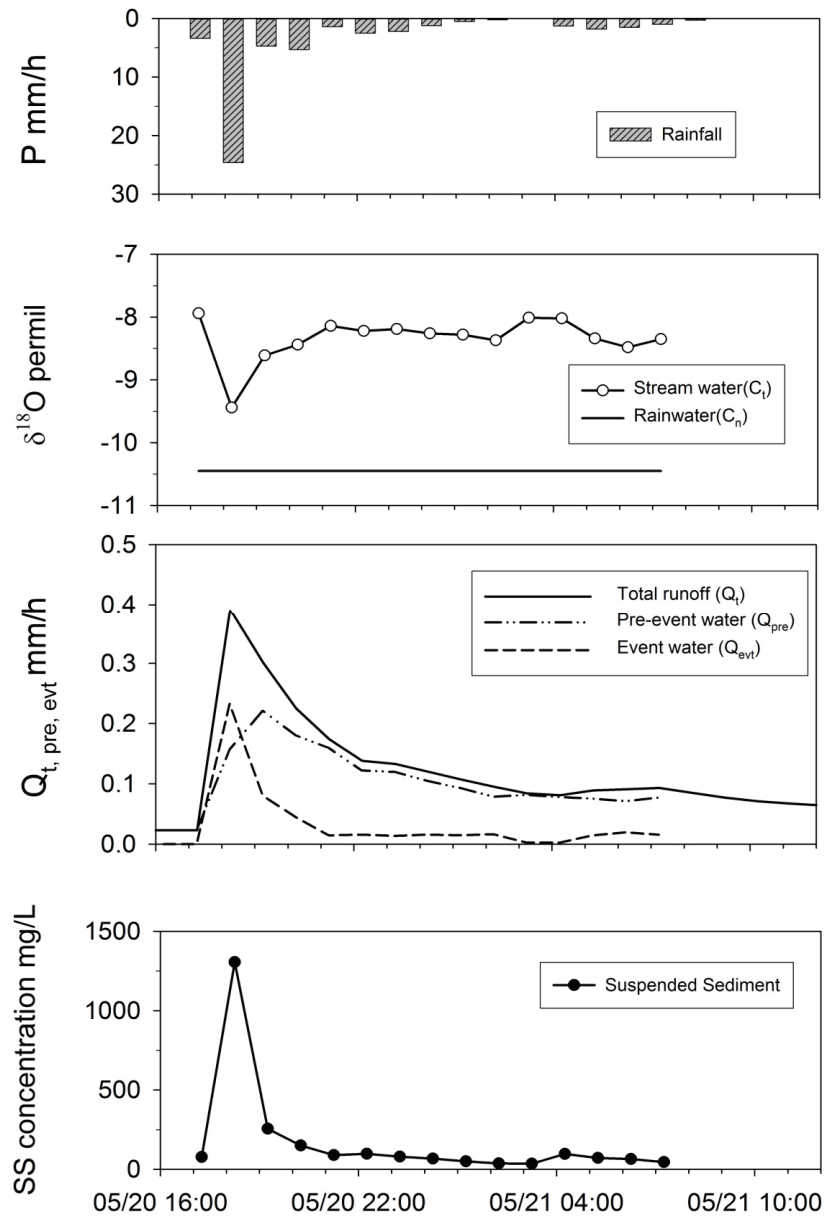 0
10
20
30
P mm/h
Rainfall
-7
-8
-9
-10
-11
δ¹⁸O permil
Stream water(Cₜ)
Rainwater(Cₙ)
0.5
0.4
0.3
0.2
0.1
0.0
Qₜ, pre, evt mm/h
Total runoff (Qₜ)
Pre-event water (Qpre)
Event water (Qevt)
1500
1000
500
0
SS concentration mg/L
Suspended Sediment
05/20 16:00 05/20 22:00 05/21 04:00 05/21 10:00